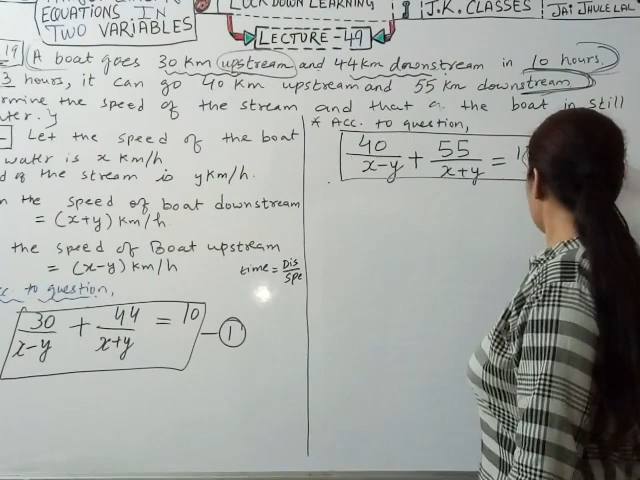 EQUATIONS IN
TWO VARIABLES
LOCK DOWN LEARNING
LECTURE-49
J.K. CLASSES
JAI JHULELAL
19 A boat goes 30 km upstream and 44 km downstream in 10 hours.
3 hours, it can go 40 km upstream and 55 km downstream
rmine the speed of the stream and that the boat in still
ter.
Let the speed of the boat
water is x km/h
d of the stream is y km/h.
n the speed of boat downstream
= (x+y) km/h.
the speed of Boat upstream
= (x-y) km/h
time = Dis/Spe
cc to question,
30/x-y + 44/x+y = 10 — 1
* Acc. to question,
40/x-y + 55/x+y = 1